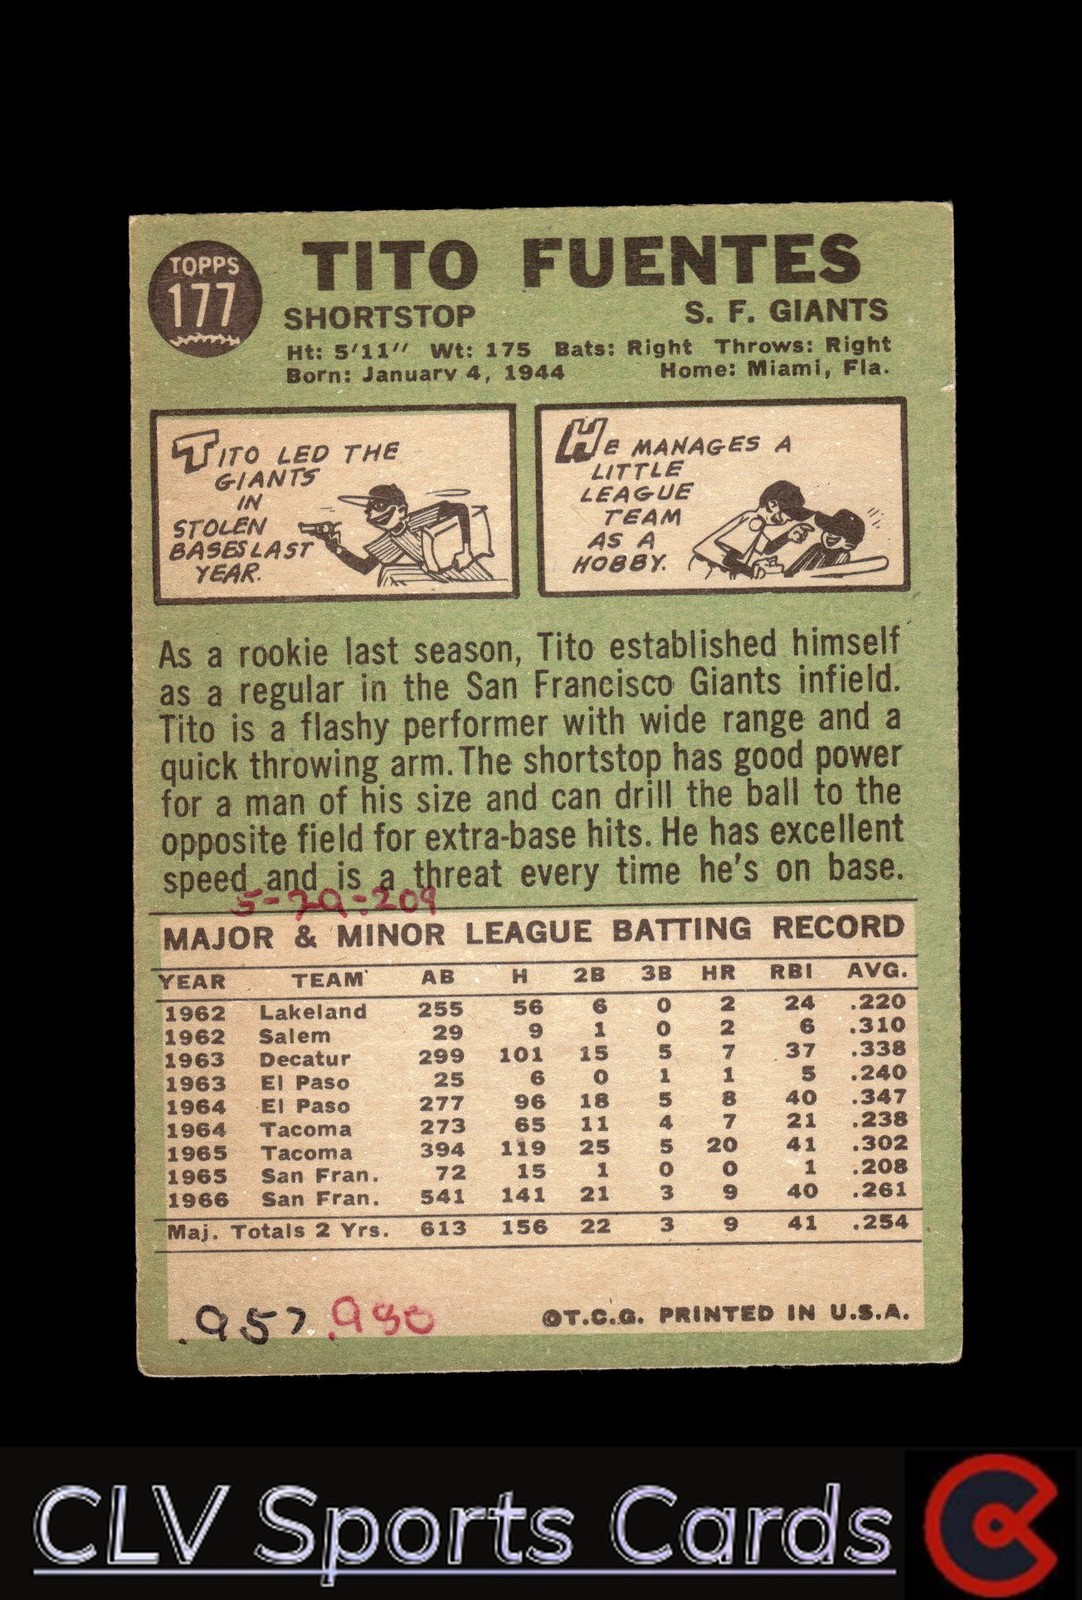 TOPPS
177
TITO FUENTES
SHORTSTOP S. F. GIANTS
Ht: 5'11" Wt: 175 Bats: Right Throws: Right
Born: January 4, 1944 Home: Miami, Fla.
TITO LED THE
GIANTS
IN
STOLEN
BASES LAST
YEAR.
HE MANAGES A
LITTLE
LEAGUE
TEAM
AS A
HOBBY.
As a rookie last season, Tito established himself
as a regular in the San Francisco Giants infield.
Tito is a flashy performer with wide range and a
quick throwing arm. The shortstop has good power
for a man of his size and can drill the ball to the
opposite field for extra-base hits. He has excellent
speed and is a threat every time he's on base.
5-29-209
MAJOR & MINOR LEAGUE BATTING RECORD
YEAR TEAM AB H 2B 3B HR RBI AVG.
1962 Lakeland 255 56 6 0 2 24 .220
1962 Salem 29 9 1 0 2 6 .310
1963 Decatur 299 101 15 5 7 37 .338
1963 El Paso 25 6 0 1 1 5 .240
1964 El Paso 277 96 18 5 8 40 .347
1964 Tacoma 273 65 11 4 7 21 .238
1965 Tacoma 394 119 25 5 20 41 .302
1965 San Fran. 72 15 1 0 0 1 .208
1966 San Fran. 541 141 21 3 9 40 .261
Maj. Totals 2 Yrs. 613 156 22 3 9 41 .254
.957 .980 ©T.C.G. PRINTED IN U.S.A.
CLV Sports Cards